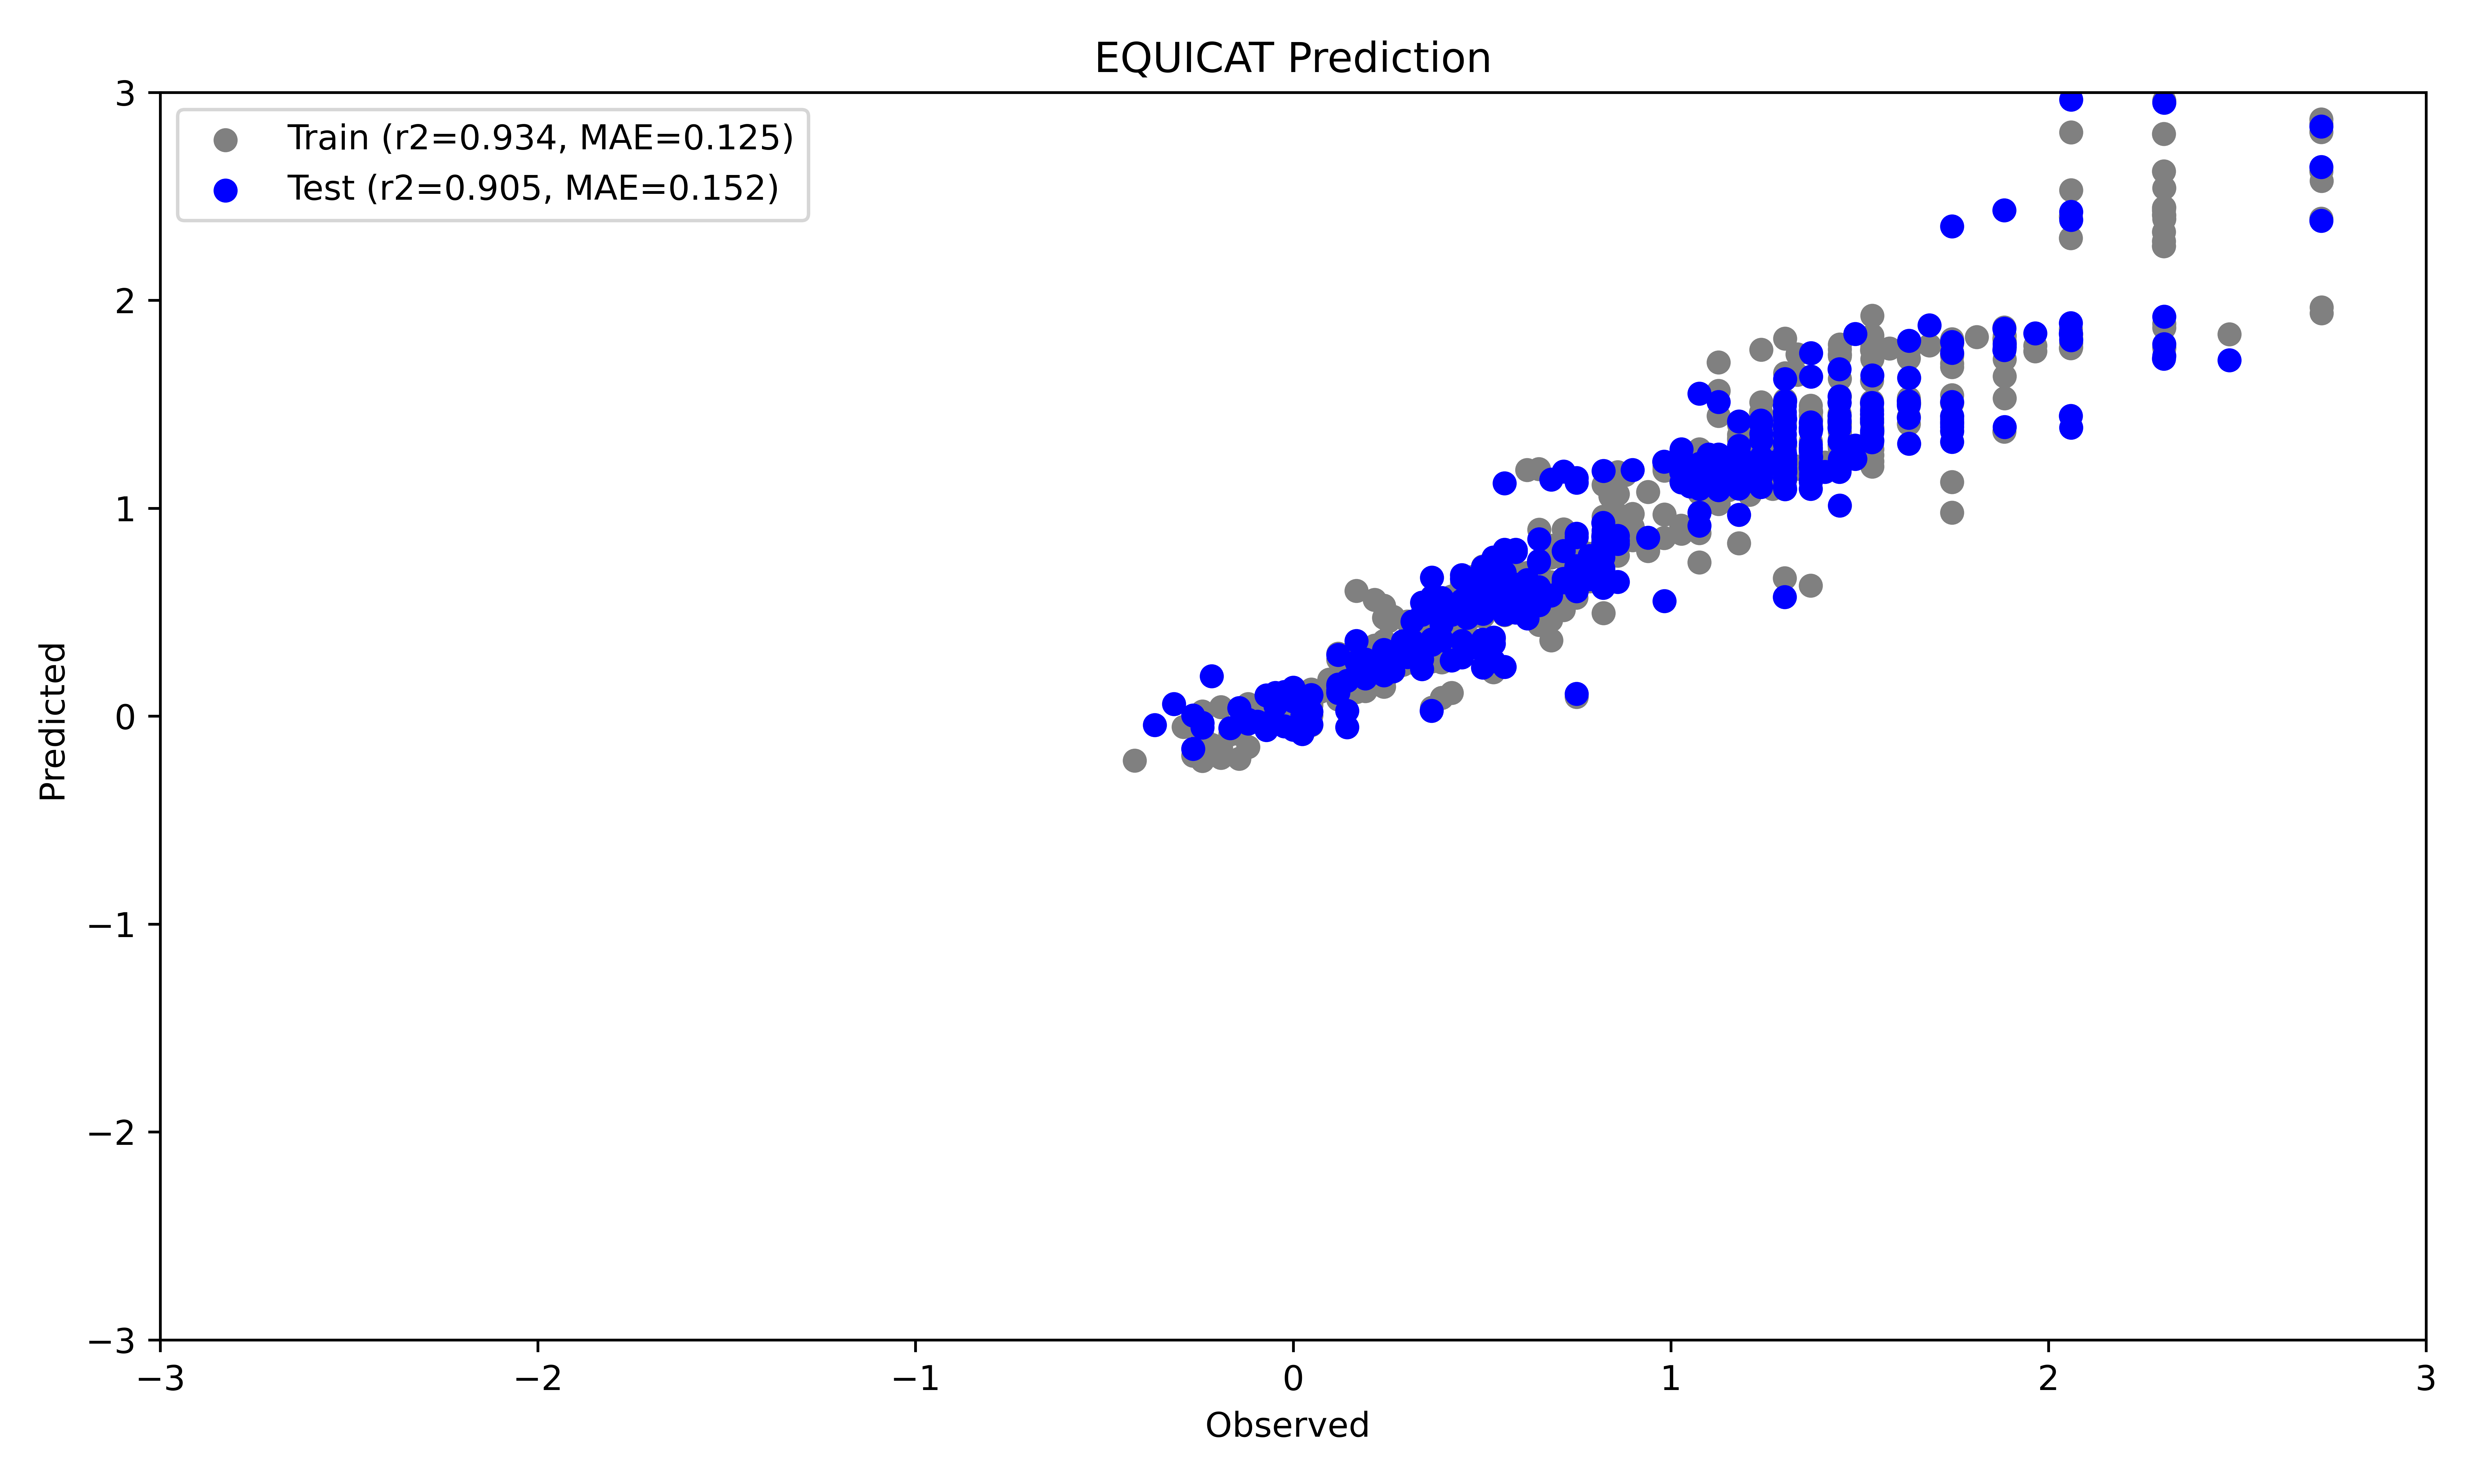 EQUICAT Prediction
Train (r2=0.934, MAE=0.125)
Test (r2=0.905, MAE=0.152)
3
2
1
0
−1
−2
−3
Predicted
−3
−2
−1
0
1
2
3
Observed